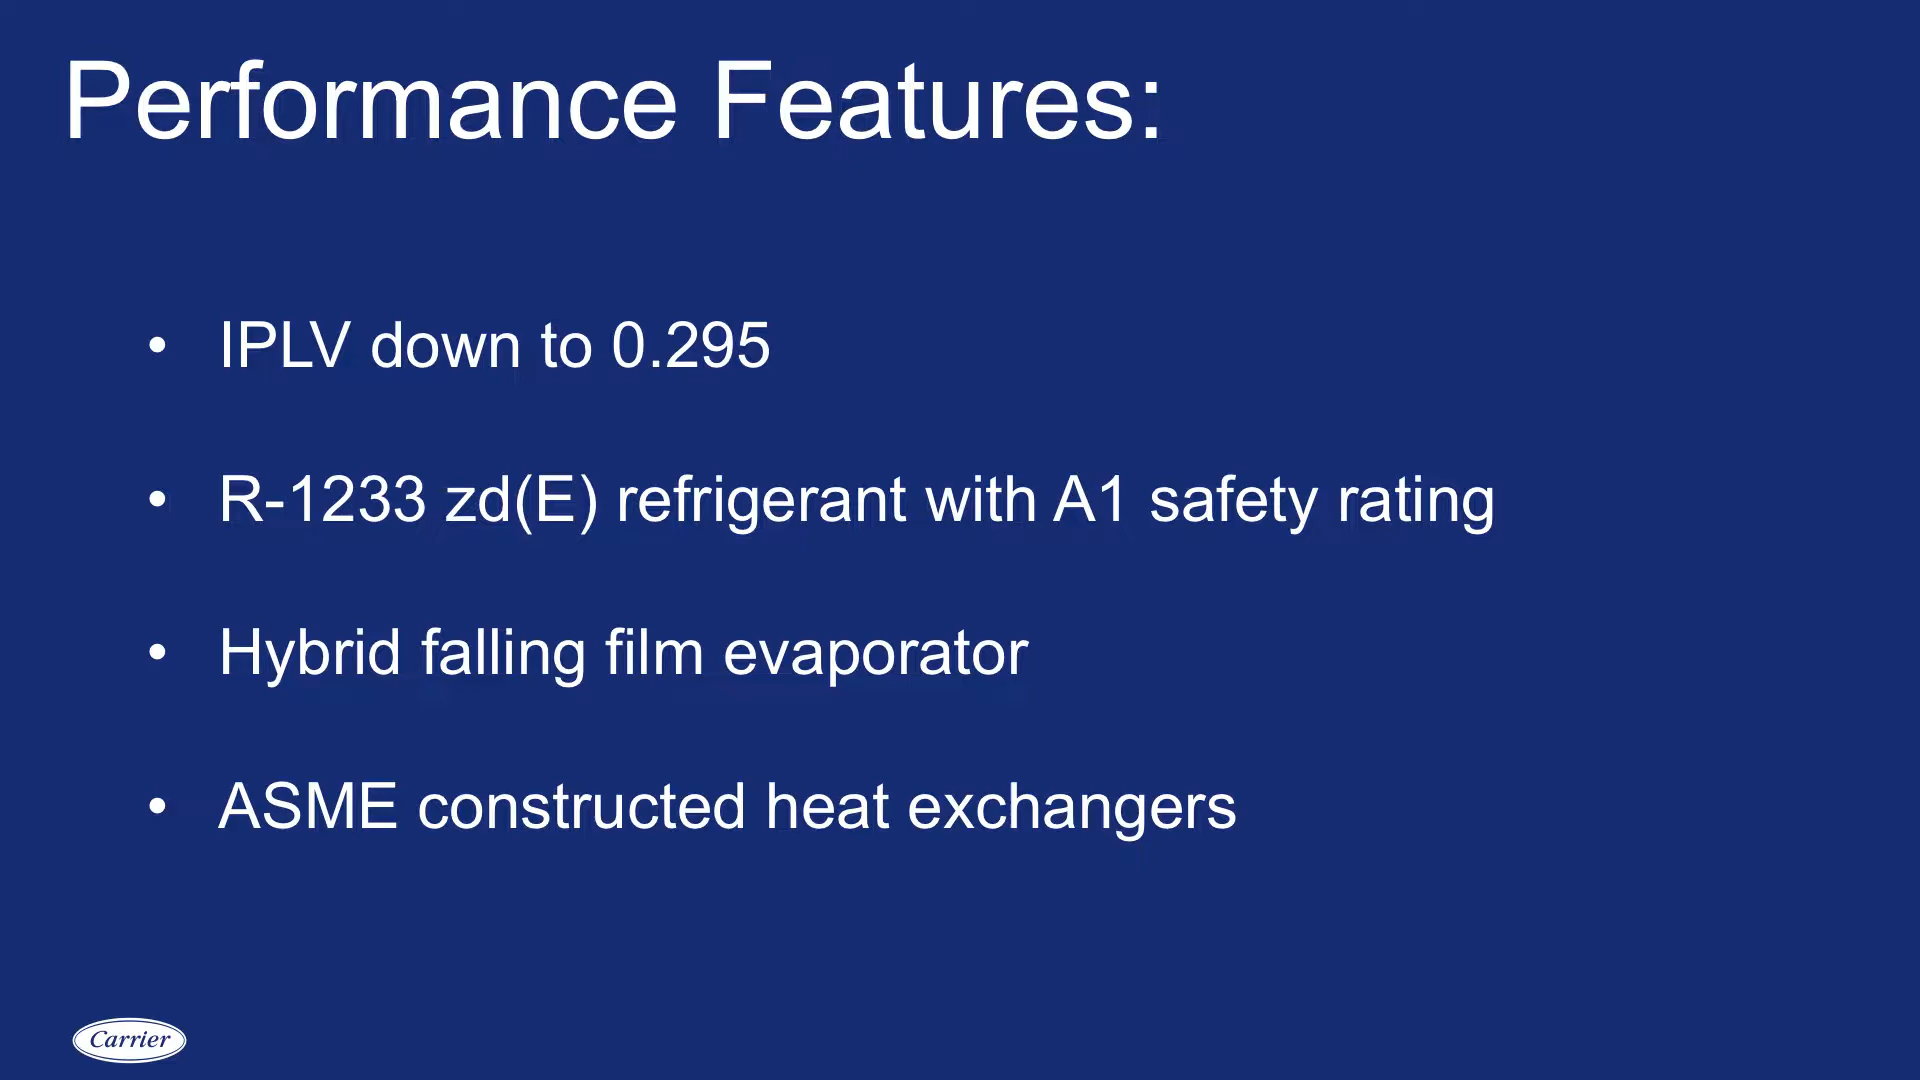 Performance Features:
• IPLV down to 0.295
• R-1233 zd(E) refrigerant with A1 safety rating
• Hybrid falling film evaporator
• ASME constructed heat exchangers
Carrier